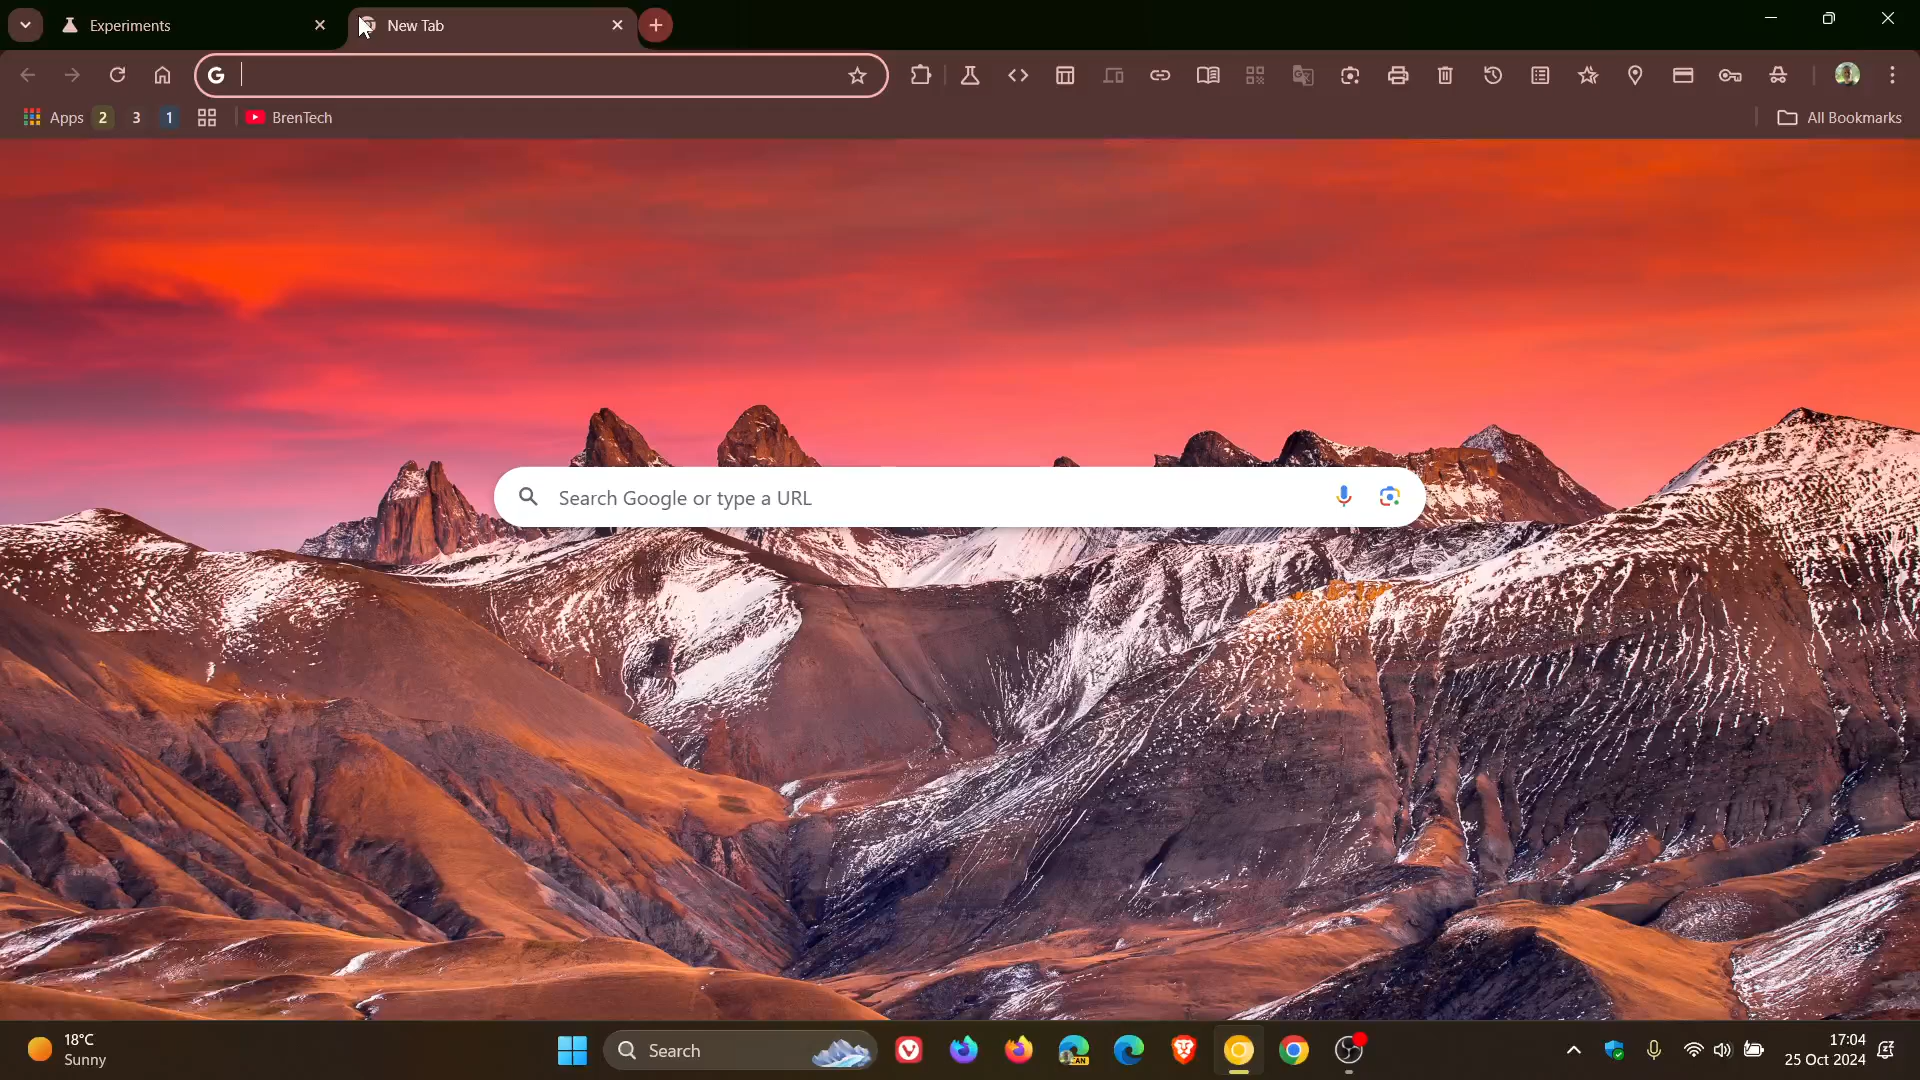 Experiments
New Tab
Apps 2 3 1 BrenTech All Bookmarks
Search Google or type a URL
18°C
Sunny
Search
CAN
17:04
25 Oct 2024